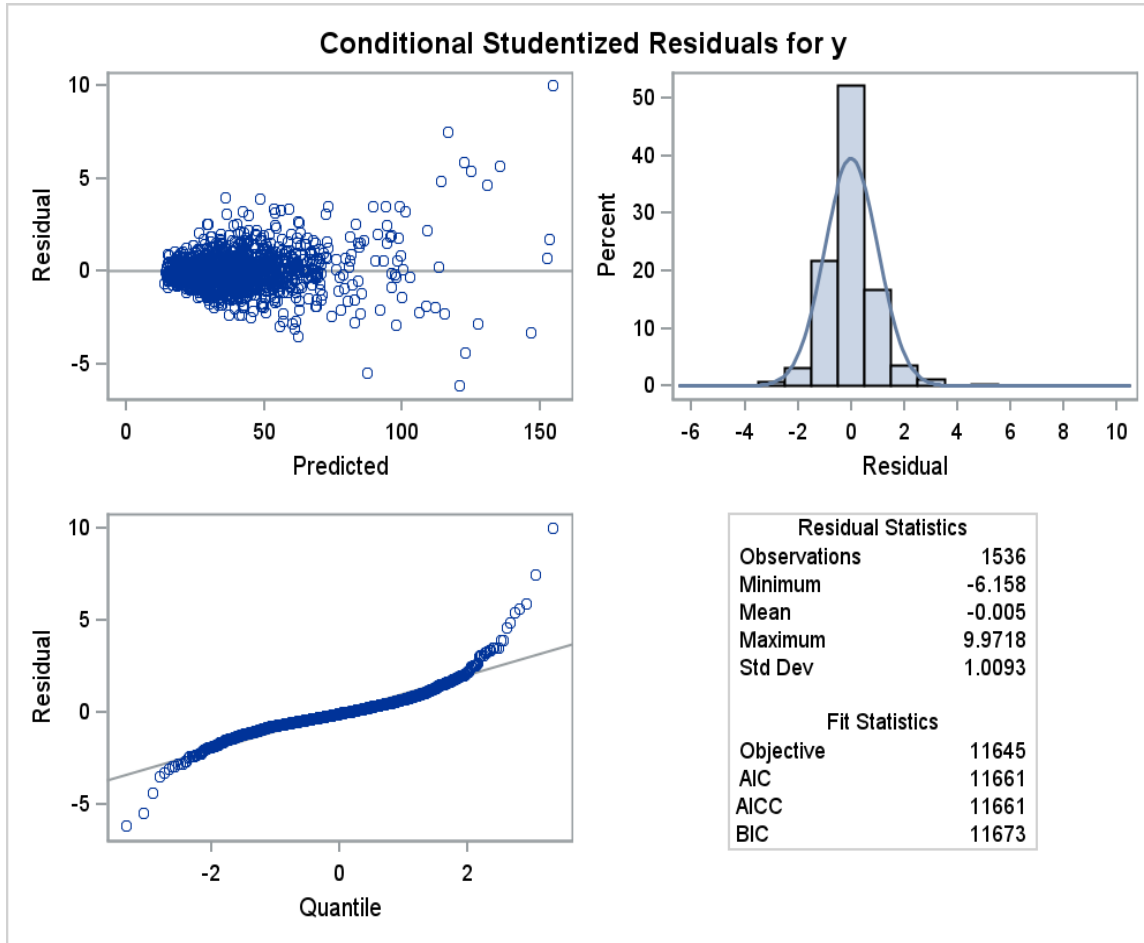 Conditional Studentized Residuals for y
10
5
0
-5
Residual
0 50 100 150
Predicted
50
40
30
20
10
0
Percent
-6 -4 -2 0 2 4 6 8 10
Residual
10
5
0
-5
Residual
-2 0 2
Quantile
Residual Statistics
Observations 1536
Minimum -6.158
Mean -0.005
Maximum 9.9718
Std Dev 1.0093
Fit Statistics
Objective 11645
AIC 11661
AICC 11661
BIC 11673